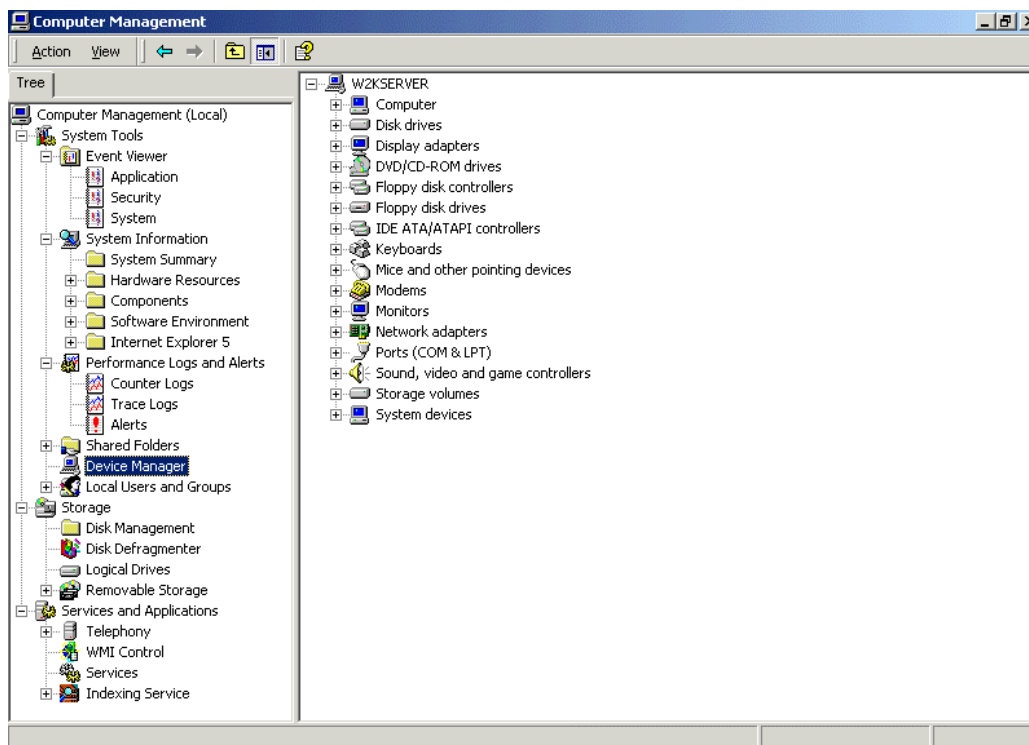 Computer Management
Action View
Tree
Computer Management (Local)
System Tools
Event Viewer
Application
Security
System
System Information
System Summary
Hardware Resources
Components
Software Environment
Internet Explorer 5
Performance Logs and Alerts
Counter Logs
Trace Logs
Alerts
Shared Folders
Device Manager
Local Users and Groups
Storage
Disk Management
Disk Defragmenter
Logical Drives
Removable Storage
Services and Applications
Telephony
WMI Control
Services
Indexing Service
W2KSERVER
Computer
Disk drives
Display adapters
DVD/CD-ROM drives
Floppy disk controllers
Floppy disk drives
IDE ATA/ATAPI controllers
Keyboards
Mice and other pointing devices
Modems
Monitors
Network adapters
Ports (COM & LPT)
Sound, video and game controllers
Storage volumes
System devices